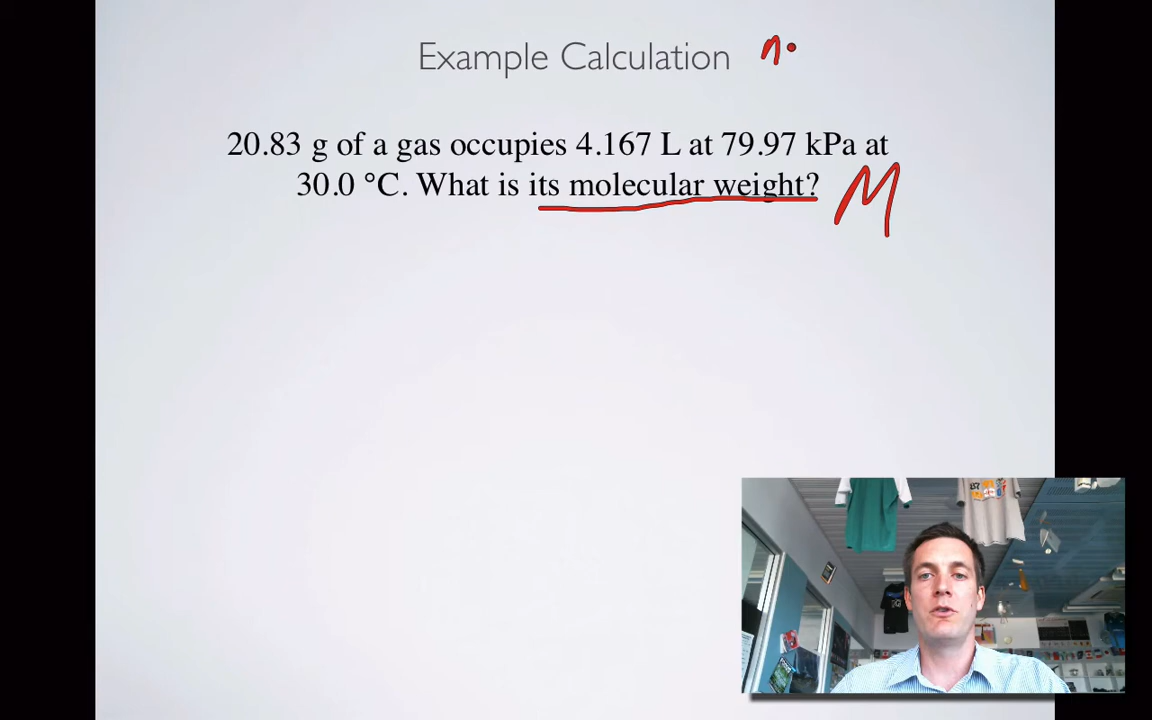 Example Calculation n
20.83 g of a gas occupies 4.167 L at 79.97 kPa at
30.0 °C. What is its molecular weight? M